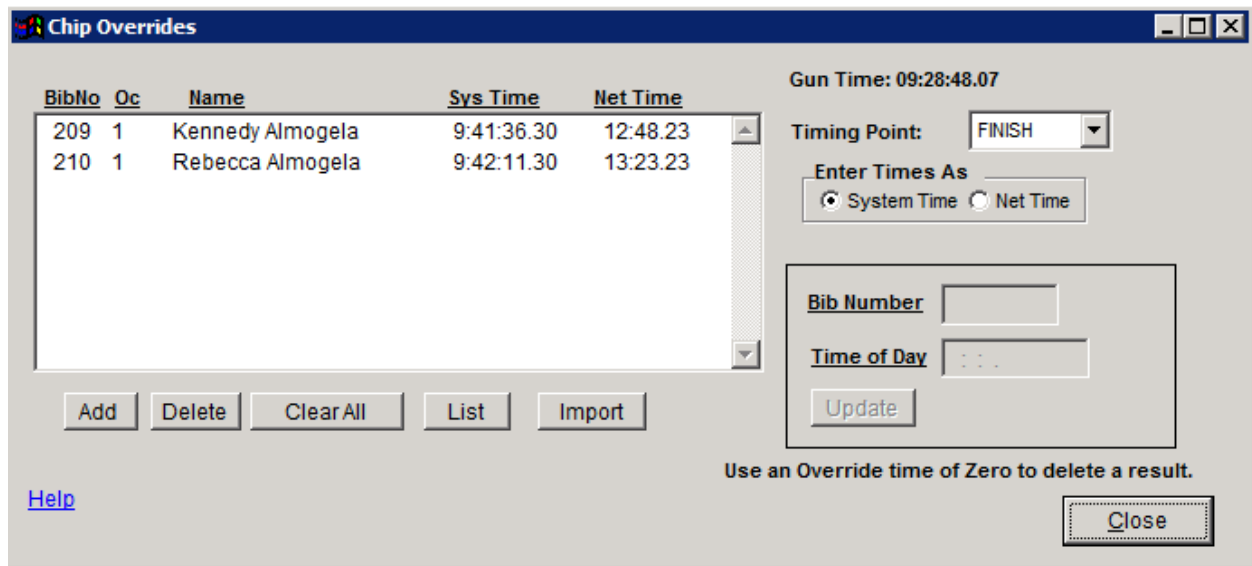 Chip Overrides
BibNo Oc Name Sys Time Net Time
209 1 Kennedy Almogela 9:41:36.30 12:48.23
210 1 Rebecca Almogela 9:42:11.30 13:23.23
Add Delete Clear All List Import
Help
Gun Time: 09:28:48.07
Timing Point: FINISH
Enter Times As
System Time Net Time
Bib Number
Time of Day : : .
Update
Use an Override time of Zero to delete a result.
Close